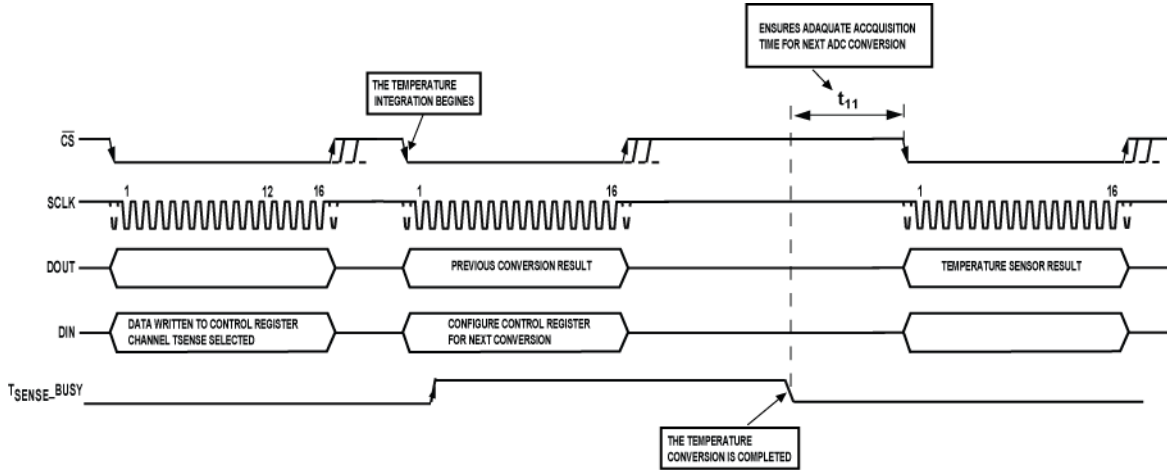 ENSURES ADAQUATE ACCQUISITION
TIME FOR NEXT ADC CONVERSION
t11
THE TEMPERATURE
INTEGRATION BEGINES
CS
1 12 16 1 16 1 16
SCLK
DOUT PREVIOUS CONVERSION RESULT TEMPERATURE SENSOR RESULT
DIN
DATA WRITTEN TO CONTROL REGISTER
CHANNEL TSENSE SELECTED
CONFIGURE CONTROL REGISTER
FOR NEXT CONVERSION
TSENSE_BUSY
THE TEMPERATURE
CONVERSION IS COMPLETED